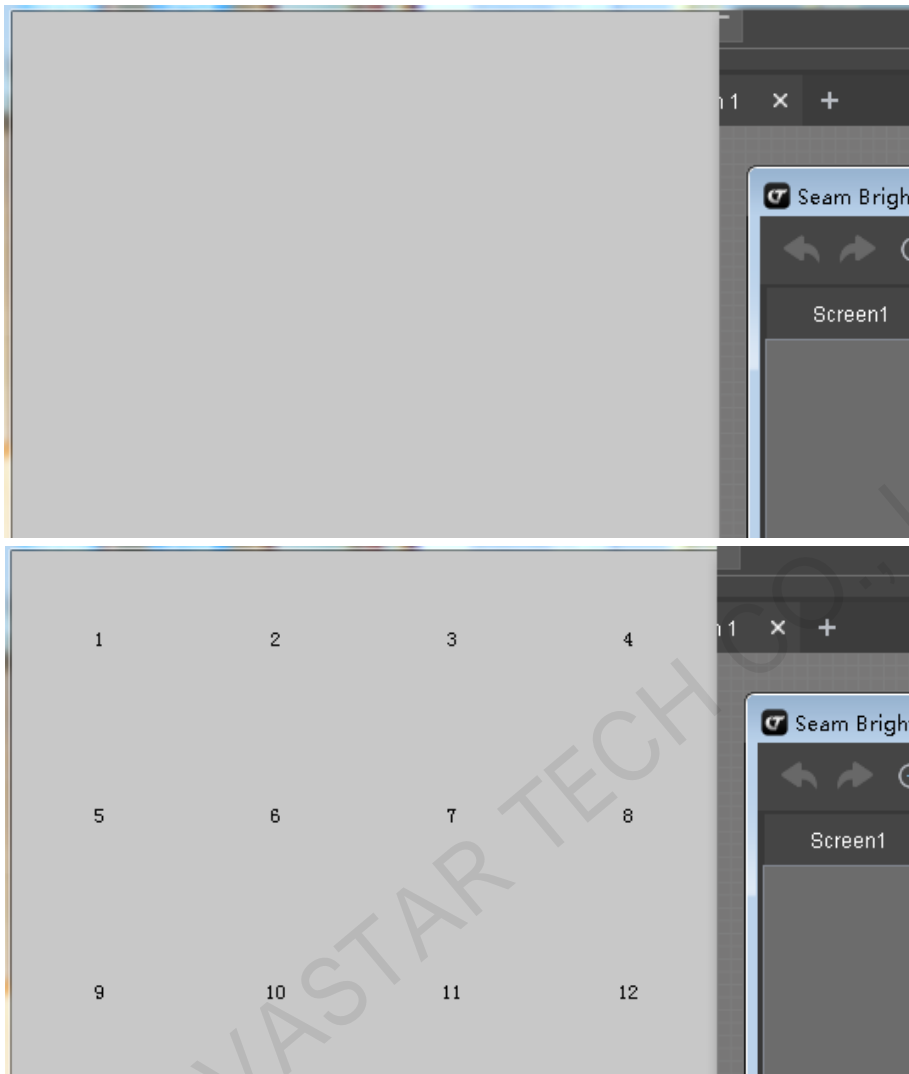 1 × +
Seam Brigh
Screen1
1 2 3 4
1 × +
Seam Brigh
5 6 7 8
Screen1
9 10 11 12
VASTAR TECH CO.,